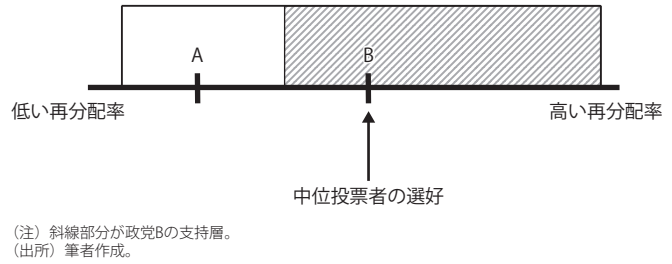 A
B
低い再分配率
高い再分配率
中位投票者の選好
(注)斜線部分が政党Bの支持層。
(出所)筆者作成。